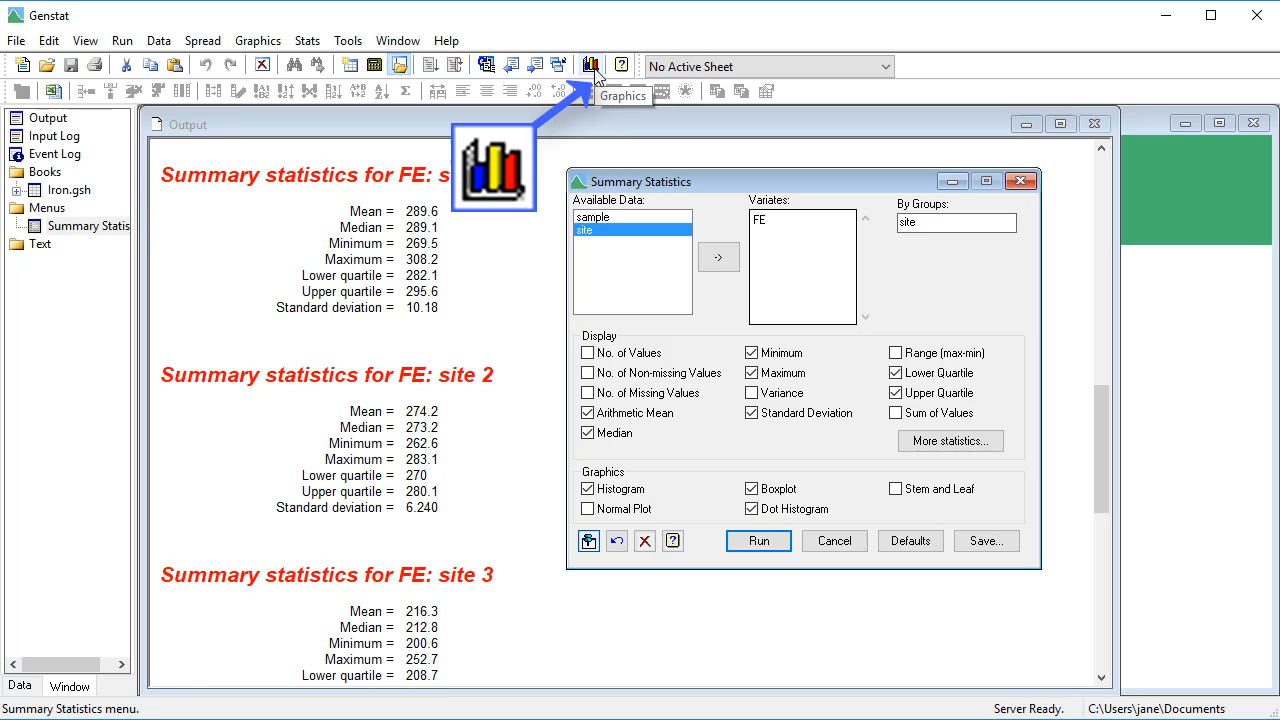 Genstat
File Edit View Run Data Spread Graphics Stats Tools Window Help
No Active Sheet
Graphics
Output
Input Log
Event Log
Books
Iron.gsh
Menus
Summary Statis
Text
Data Window
Output
Summary statistics for FE: s
Mean = 289.6
Median = 289.1
Minimum = 269.5
Maximum = 308.2
Lower quartile = 282.1
Upper quartile = 295.6
Standard deviation = 10.18
Summary statistics for FE: site 2
Mean = 274.2
Median = 273.2
Minimum = 262.6
Maximum = 283.1
Lower quartile = 270
Upper quartile = 280.1
Standard deviation = 6.240
Summary statistics for FE: site 3
Mean = 216.3
Median = 212.8
Minimum = 200.6
Maximum = 252.7
Lower quartile = 208.7
Summary Statistics
Available Data: Variates: By Groups:
sample
site
FE
site
->
Display
No. of Values Minimum Range (max-min)
No. of Non-missing Values Maximum Lower Quartile
No. of Missing Values Variance Upper Quartile
Arithmetic Mean Standard Deviation Sum of Values
Median More statistics...
Graphics
Histogram Boxplot Stem and Leaf
Normal Plot Dot Histogram
Run Cancel Defaults Save...
Summary Statistics menu. Server Ready. C:\Users\jane\Documents